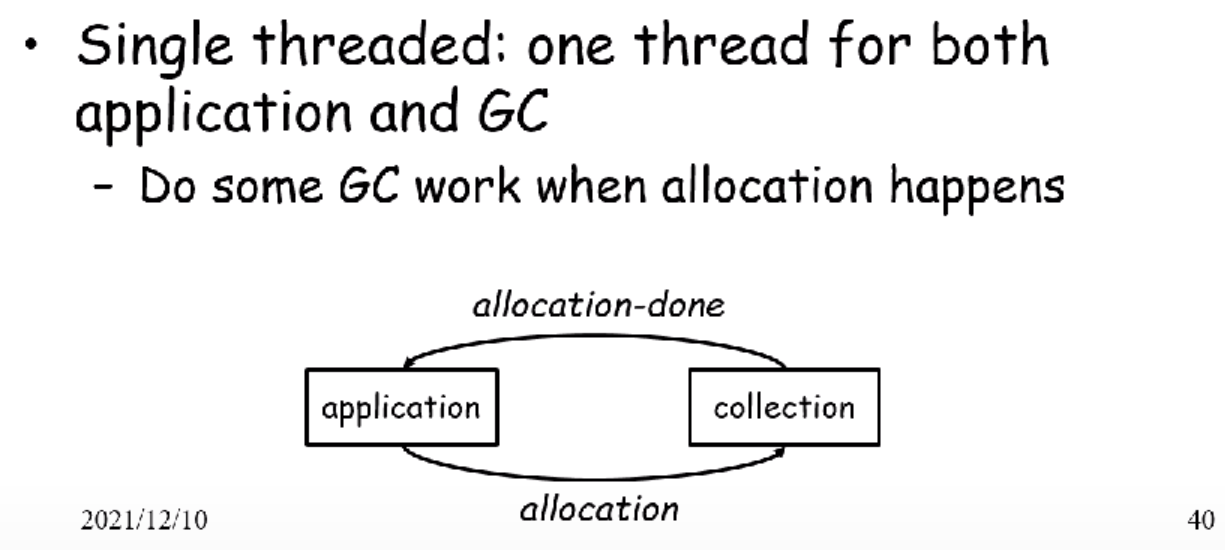 • Single threaded: one thread for both
application and GC
– Do some GC work when allocation happens
allocation-done
application
collection
allocation
2021/12/10
40